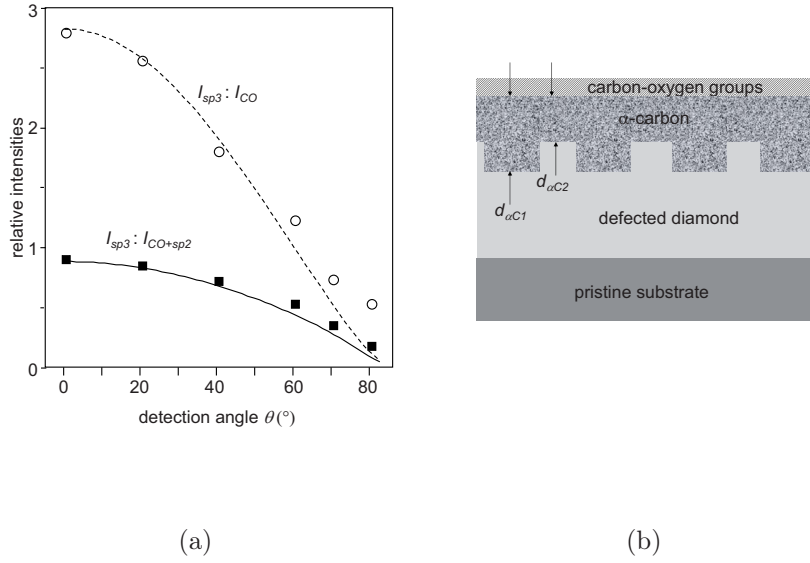 3
2
1
0
relative intensities
I_sp3 : I_CO
I_sp3 : I_CO+sp2
0 20 40 60 80
detection angle θ (°)
(a)
carbon-oxygen groups
α-carbon
d_αC2
d_αC1
defected diamond
pristine substrate
(b)